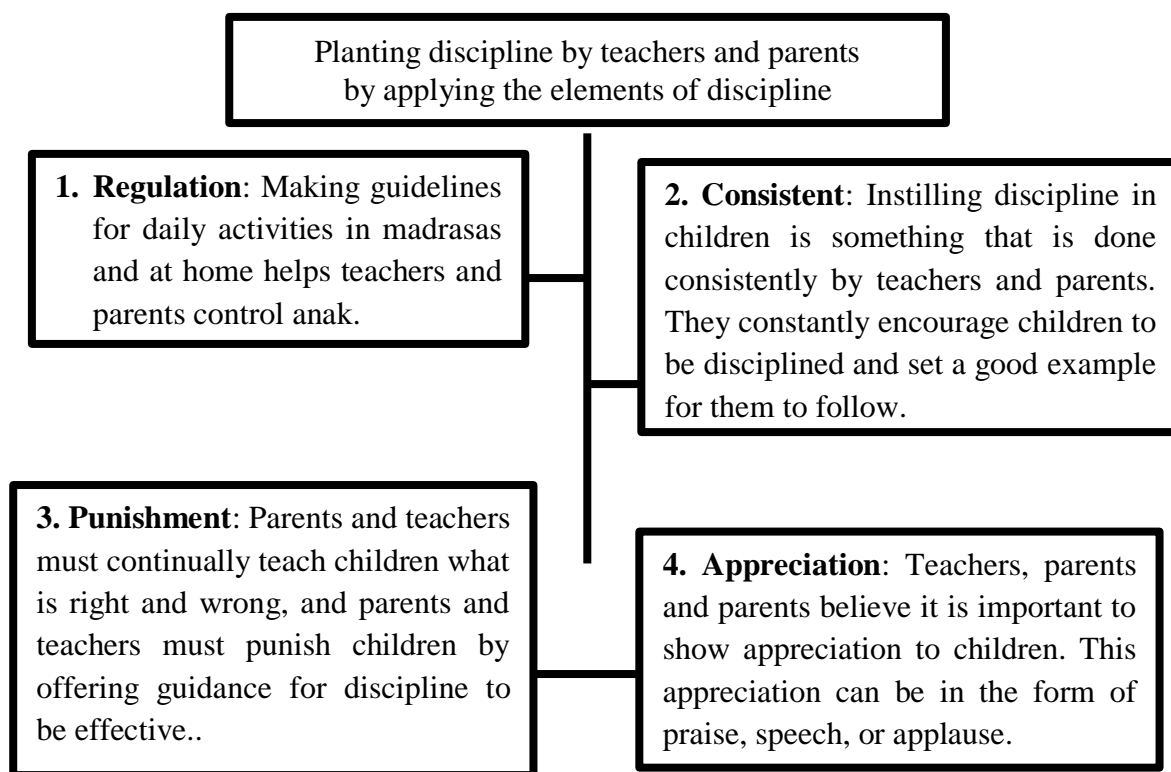 Planting discipline by teachers and parents
by applying the elements of discipline
1. Regulation: Making guidelines
for daily activities in madrasas
and at home helps teachers and
parents control anak.
2. Consistent: Instilling discipline in
children is something that is done
consistently by teachers and parents.
They constantly encourage children to
be disciplined and set a good example
for them to follow.
3. Punishment: Parents and teachers
must continually teach children what
is right and wrong, and parents and
teachers must punish children by
offering guidance for discipline to
be effective..
4. Appreciation: Teachers, parents
and parents believe it is important to
show appreciation to children. This
appreciation can be in the form of
praise, speech, or applause.